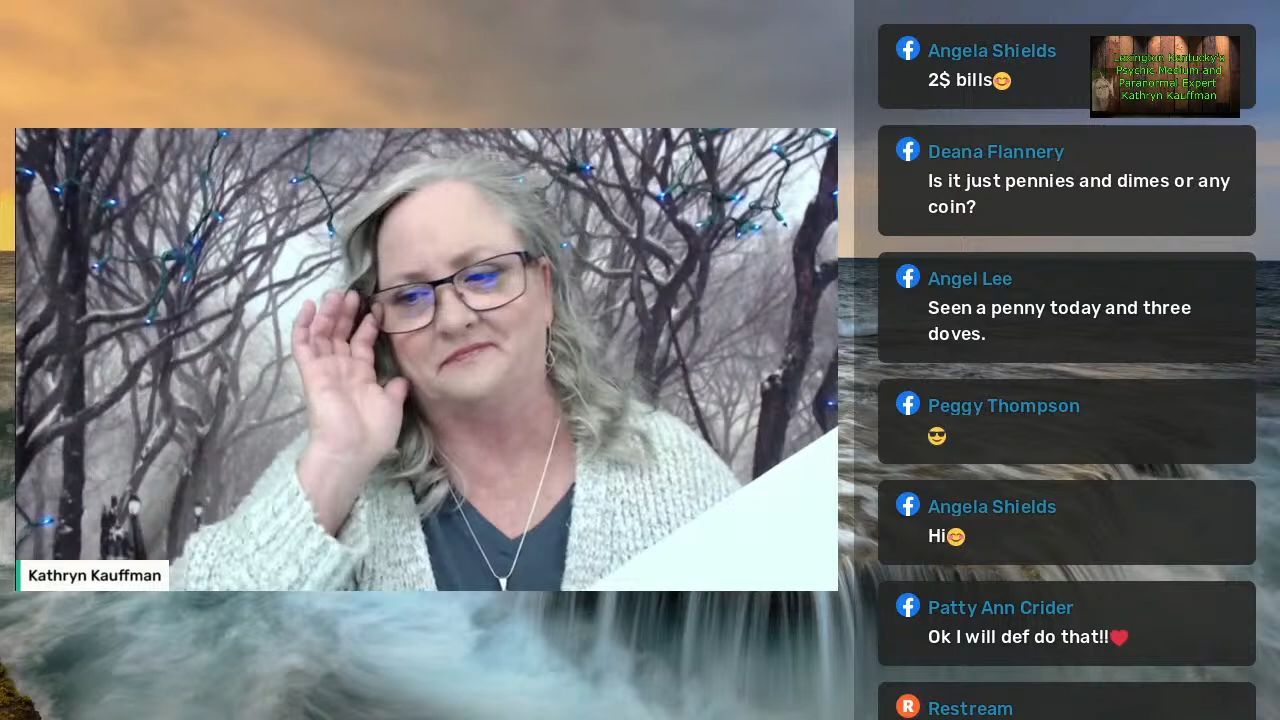 Kathryn Kauffman
Angela Shields
2$ bills😊
Lexington Kentucky's
Psychic Medium and
Paranormal Expert
Kathryn Kauffman
Deana Flannery
Is it just pennies and dimes or any
coin?
Angel Lee
Seen a penny today and three
doves.
Peggy Thompson
😎
Angela Shields
Hi😊
Patty Ann Crider
Ok I will def do that!!♥️
R
Restream